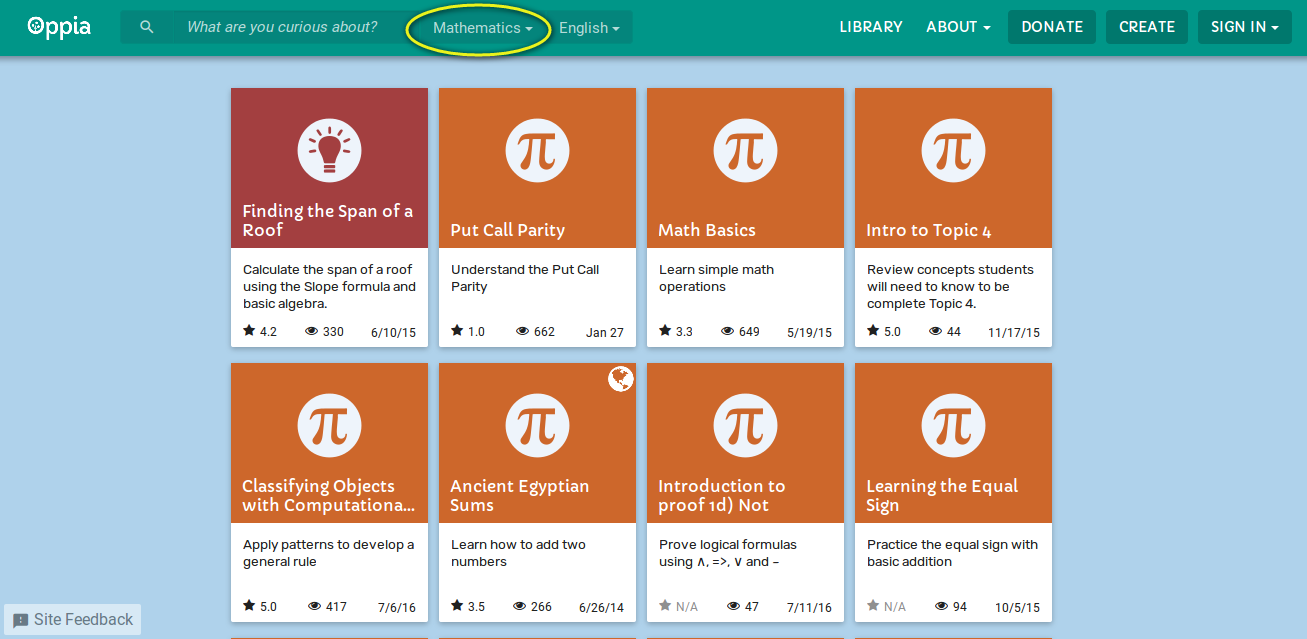 Oppia
What are you curious about?
Mathematics
English
LIBRARY
ABOUT
DONATE
CREATE
SIGN IN
Finding the Span of a
Roof
Calculate the span of a roof
using the Slope formula and
basic algebra.
4.2 330 6/10/15
Put Call Parity
Understand the Put Call
Parity
1.0 662 Jan 27
Math Basics
Learn simple math
operations
3.3 649 5/19/15
Intro to Topic 4
Review concepts students
will need to know to be
complete Topic 4.
5.0 44 11/17/15
Classifying Objects
with Computationa...
Apply patterns to develop a
general rule
5.0 417 7/6/16
Ancient Egyptian
Sums
Learn how to add two
numbers
3.5 266 6/26/14
Introduction to
proof 1d) Not
Prove logical formulas
using ∧, =>, ∨ and ~
N/A 47 7/11/16
Learning the Equal
Sign
Practice the equal sign with
basic addition
N/A 94 10/5/15
Site Feedback